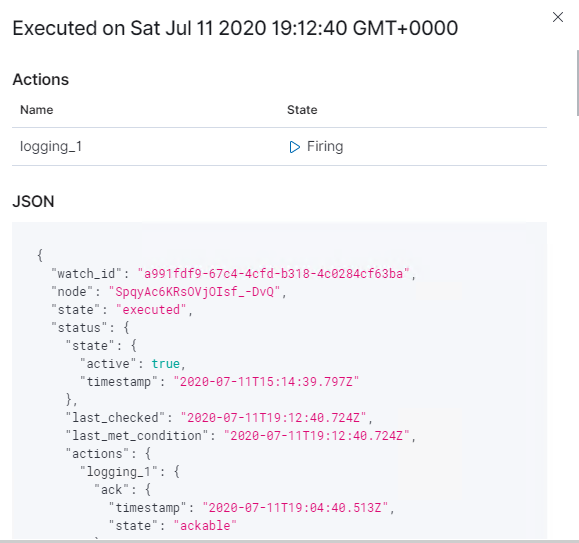 Executed on Sat Jul 11 2020 19:12:40 GMT+0000
Actions
Name State
logging_1 Firing
JSON
{
"watch_id": "a991fdf9-67c4-4cfd-b318-4c0284cf63ba",
"node": "SpqyAc6KRsOVjOIsf_-DvQ",
"state": "executed",
"status": {
"state": {
"active": true,
"timestamp": "2020-07-11T15:14:39.797Z"
},
"last_checked": "2020-07-11T19:12:40.724Z",
"last_met_condition": "2020-07-11T19:12:40.724Z",
"actions": {
"logging_1": {
"ack": {
"timestamp": "2020-07-11T19:04:40.513Z",
"state": "ackable"